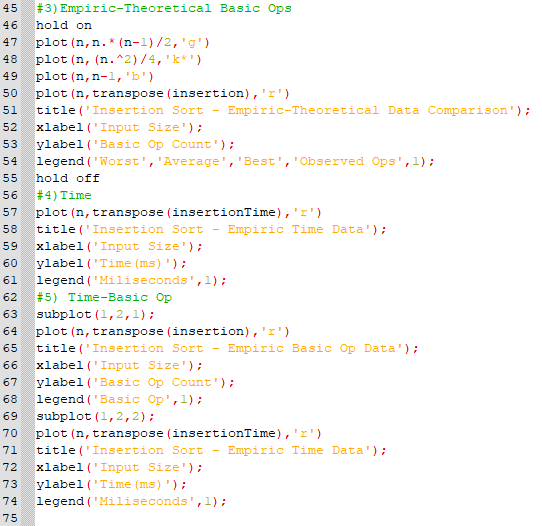 45 #3)Empiric-Theoretical Basic Ops
46 hold on
47 plot(n,n.*(n-1)/2,'g')
48 plot(n,(n.^2)/4,'k*')
49 plot(n,n-1,'b')
50 plot(n,transpose(insertion),'r')
51 title('Insertion Sort - Empiric-Theoretical Data Comparison');
52 xlabel('Input Size');
53 ylabel('Basic Op Count');
54 legend('Worst','Average','Best','Observed Ops',1);
55 hold off
56 #4)Time
57 plot(n,transpose(insertionTime),'r')
58 title('Insertion Sort - Empiric Time Data');
59 xlabel('Input Size');
60 ylabel('Time(ms)');
61 legend('Miliseconds',1);
62 #5) Time-Basic Op
63 subplot(1,2,1);
64 plot(n,transpose(insertion),'r')
65 title('Insertion Sort - Empiric Basic Op Data');
66 xlabel('Input Size');
67 ylabel('Basic Op Count');
68 legend('Basic Op',1);
69 subplot(1,2,2);
70 plot(n,transpose(insertionTime),'r')
71 title('Insertion Sort - Empiric Time Data');
72 xlabel('Input Size');
73 ylabel('Time(ms)');
74 legend('Miliseconds',1);
75